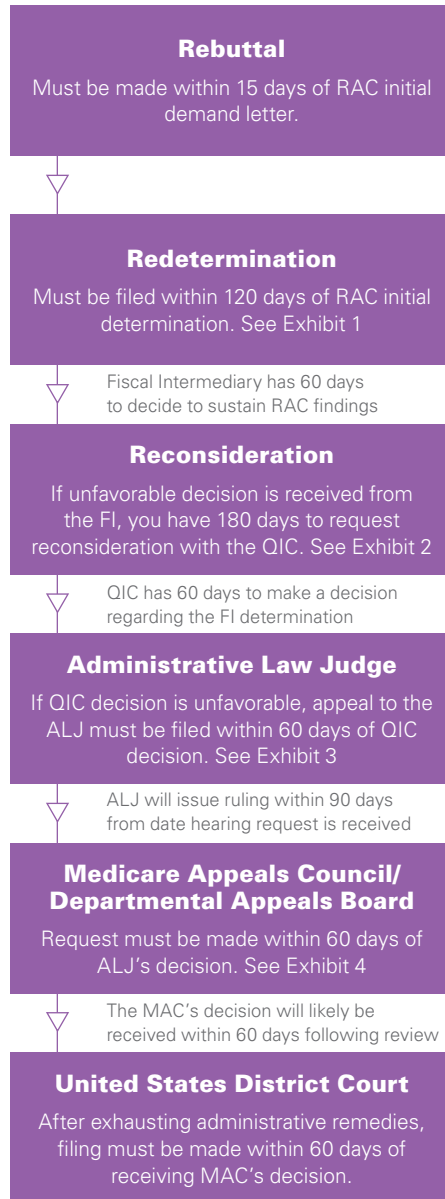 Rebuttal
Must be made within 15 days of RAC initial
demand letter.
Redetermination
Must be filed within 120 days of RAC initial
determination. See Exhibit 1
Fiscal Intermediary has 60 days
to decide to sustain RAC findings
Reconsideration
If unfavorable decision is received from
the FI, you have 180 days to request
reconsideration with the QIC. See Exhibit 2
QIC has 60 days to make a decision
regarding the FI determination
Administrative Law Judge
If QIC decision is unfavorable, appeal to the
ALJ must be filed within 60 days of QIC
decision. See Exhibit 3
ALJ will issue ruling within 90 days
from date hearing request is received
Medicare Appeals Council/
Departmental Appeals Board
Request must be made within 60 days of
ALJ's decision. See Exhibit 4
The MAC's decision will likely be
received within 60 days following review
United States District Court
After exhausting administrative remedies,
filing must be made within 60 days of
receiving MAC's decision.